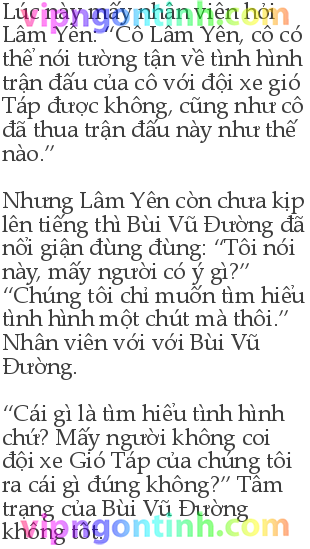 Lúc này mấy nhân viên hỏi
Lâm Yên: “Cô Lâm Yên, cô có
thể nói tường tận về tình hình
trận đấu của cô với đội xe gió
Táp được không, cũng như cô
đã thua trận đấu này như thế
nào.”
Nhưng Lâm Yên còn chưa kịp
lên tiếng thì Bùi Vũ Đường đã
nổi giận đùng đùng: “Tôi nói
này, mấy người có ý gì?”
“Chúng tôi chỉ muốn tìm hiểu
tình hình một chút mà thôi.”
Nhân viên với với Bùi Vũ
Đường.
“Cái gì là tìm hiểu tình hình
chứ? Mấy người không coi
đội xe Gió Táp của chúng tôi
ra cái gì đúng không?” Tâm
trạng của Bùi Vũ Đường
không tốt.
vipngontinh.com
vipngontinh.com